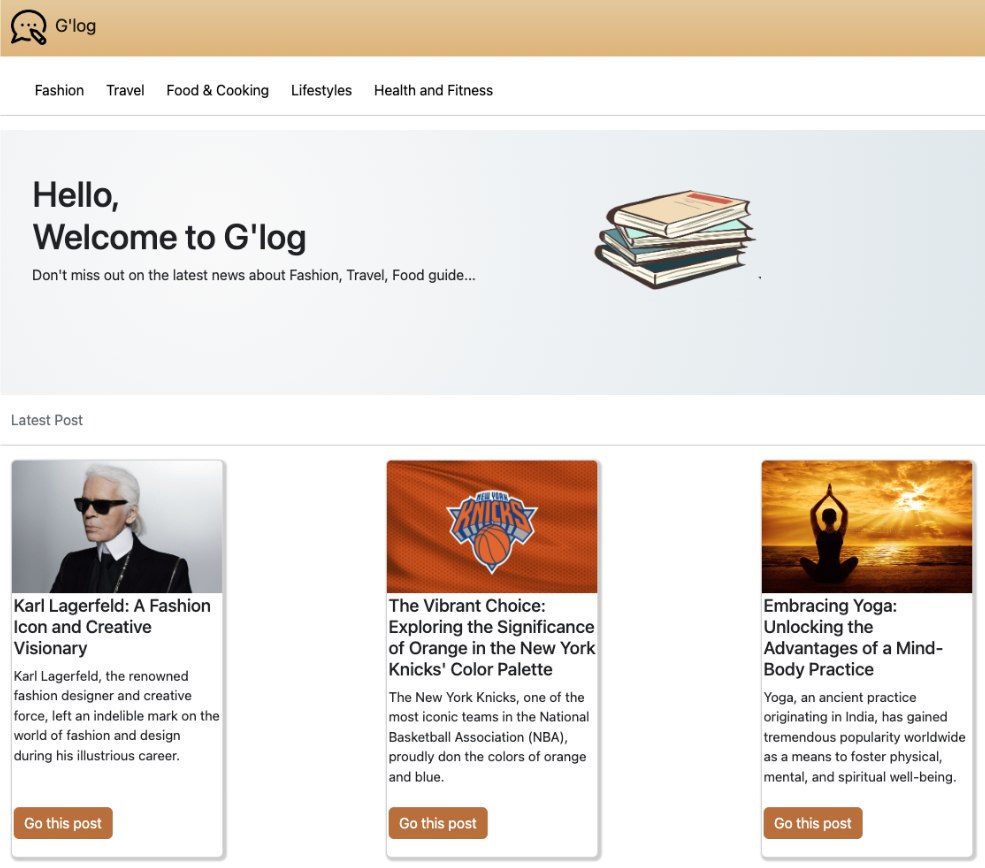 G'log
Fashion Travel Food & Cooking Lifestyles Health and Fitness
Hello,
Welcome to G'log
Don't miss out on the latest news about Fashion, Travel, Food guide...
Latest Post
Karl Lagerfeld: A Fashion
Icon and Creative
Visionary
Karl Lagerfeld, the renowned
fashion designer and creative
force, left an indelible mark on the
world of fashion and design
during his illustrious career.
Go this post
NEW YORK
KNICKS
The Vibrant Choice:
Exploring the Significance
of Orange in the New York
Knicks' Color Palette
The New York Knicks, one of the
most iconic teams in the National
Basketball Association (NBA),
proudly don the colors of orange
and blue.
Go this post
Embracing Yoga:
Unlocking the
Advantages of a Mind-
Body Practice
Yoga, an ancient practice
originating in India, has gained
tremendous popularity worldwide
as a means to foster physical,
mental, and spiritual well-being.
Go this post